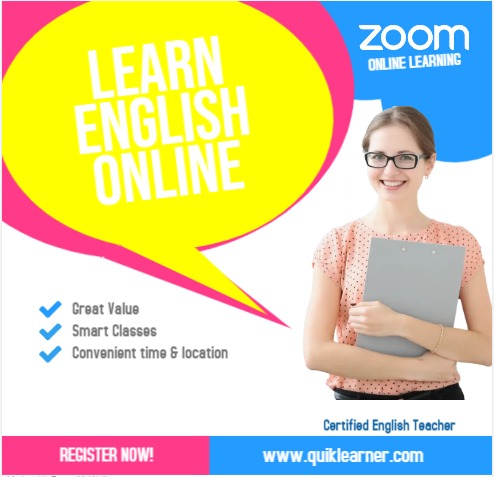 LEARN
ENGLISH
ONLINE
zoom
ONLINE LEARNING
Great Value
Smart Classes
Convenient time & location
Certified English Teacher
REGISTER NOW!
www.quiklearner.com